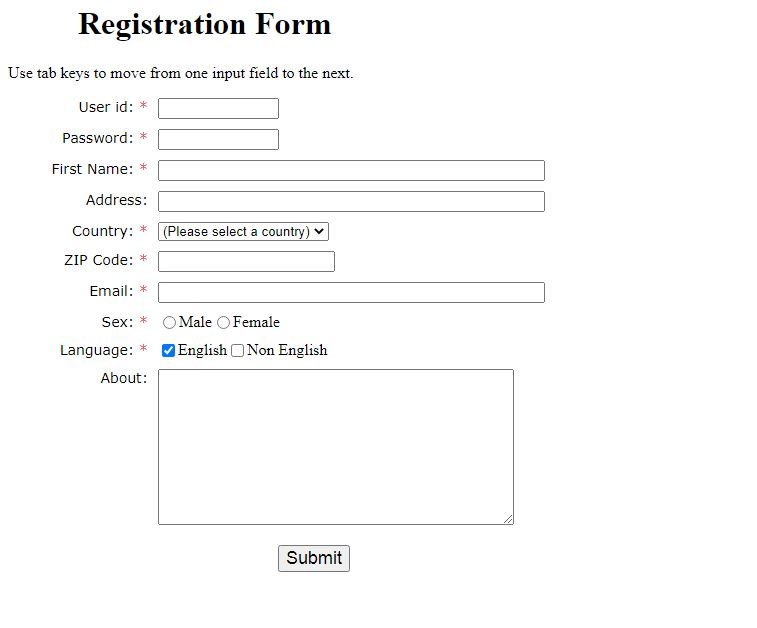 Registration Form
Use tab keys to move from one input field to the next.
User id: *
Password: *
First Name: *
Address:
Country: * (Please select a country)
ZIP Code: *
Email: *
Sex: * Male Female
Language: * English Non English
About:
Submit